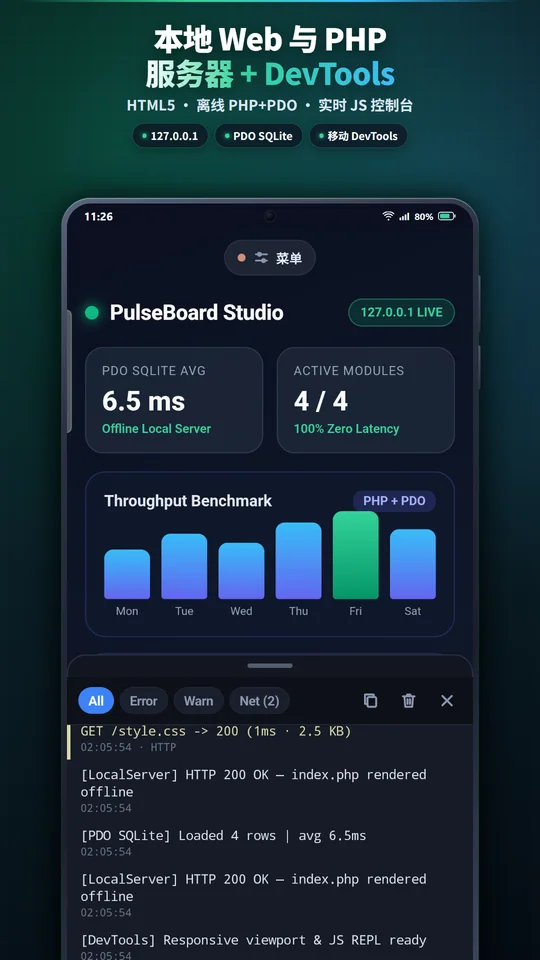 本地 Web 与 PHP
服务器 + DevTools
HTML5 • 离线 PHP+PDO • 实时 JS 控制台
127.0.0.1
PDO SQLite
移动 DevTools
11:26
80%
菜单
PulseBoard Studio
127.0.0.1 LIVE
PDO SQLITE AVG
6.5 ms
Offline Local Server
ACTIVE MODULES
4 / 4
100% Zero Latency
Throughput Benchmark
PHP + PDO
Mon Tue Wed Thu Fri Sat
All Error Warn Net (2)
GET /style.css -> 200 (1ms · 2.5 KB)
02:05:54 · HTTP
[LocalServer] HTTP 200 OK — index.php rendered
offline
02:05:54
[PDO SQLite] Loaded 4 rows | avg 6.5ms
02:05:54
[LocalServer] HTTP 200 OK — index.php rendered
offline
02:05:54
[DevTools] Responsive viewport & JS REPL ready
02:05:54